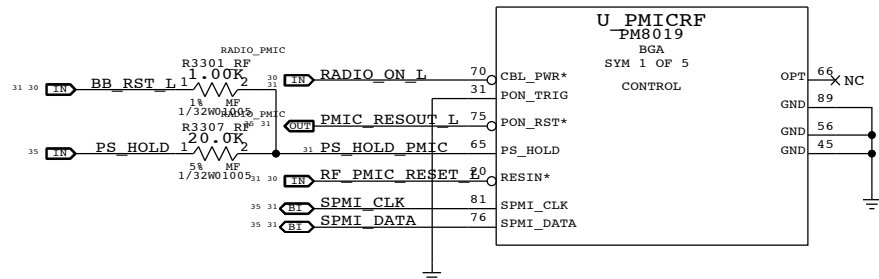 U_PMICRF
PM8019
BGA
SYM 1 OF 5
CONTROL
RADIO_PMIC
R3301_RF
1.00K
31 30 IN BB_RST_L 1 2
1% MF
1/32W 01005
RADIO_PMIC
R3307_RF
20.0K
35 IN PS_HOLD 1 2
5% MF
1/32W 01005
30 31 IN RADIO_ON_L 70 CBL_PWR*
31 PON_TRIG
36 31 OUT PMIC_RESOUT_L 75 PON_RST*
31 PS_HOLD_PMIC 65 PS_HOLD
31 30 IN RF_PMIC_RESET_L 20 RESIN*
35 31 BI SPMI_CLK 81 SPMI_CLK
35 31 BI SPMI_DATA 76 SPMI_DATA
OPT 66 NC
GND 89
GND 56
GND 45